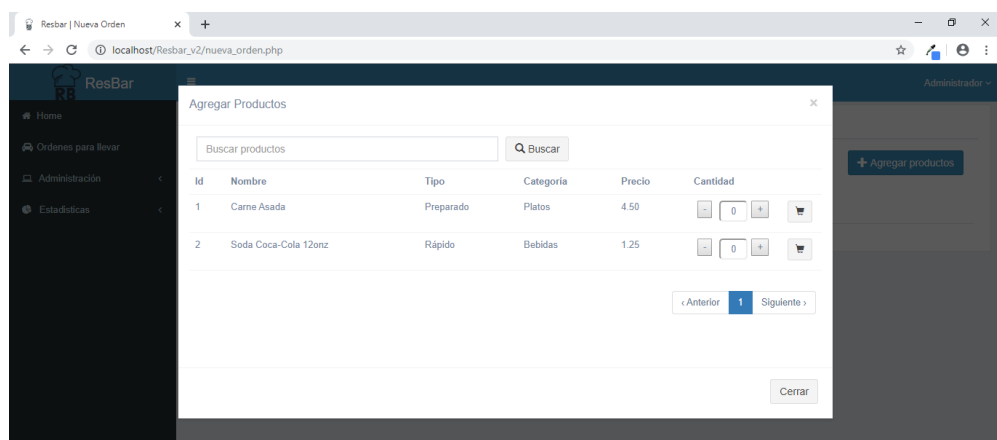 Resbar | Nueva Orden
localhost/Resbar_v2/nueva_orden.php
RB ResBar
Administrador
Agregar Productos ×
Home
Ordenes para llevar
Administración
Estadisticas
Agregar productos
Buscar productos Buscar
Id Nombre Tipo Categoría Precio Cantidad
1 Carne Asada Preparado Platos 4.50 - 0 +
2 Soda Coca-Cola 12onz Rápido Bebidas 1.25 - 0 +
‹ Anterior 1 Siguiente ›
Cerrar